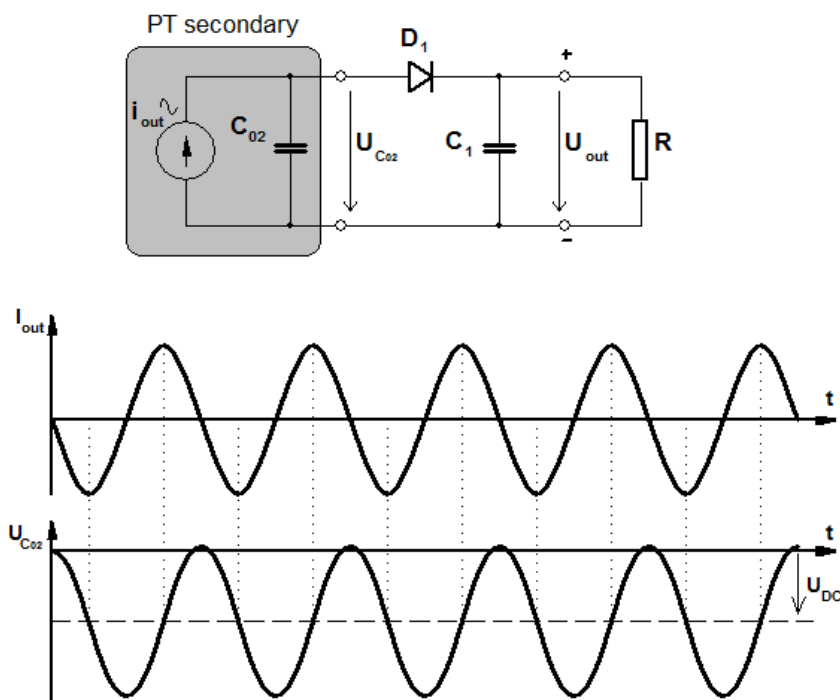 PT secondary
D1
+
iout
C02
UC02
C1
Uout
R
-
Iout
t
UC02
t
UDC